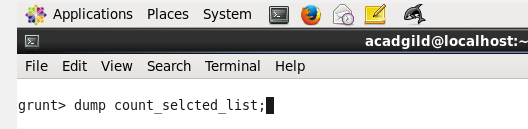 Applications Places System
acadgild@localhost:~
File Edit View Search Terminal Help
grunt> dump count_selcted_list;